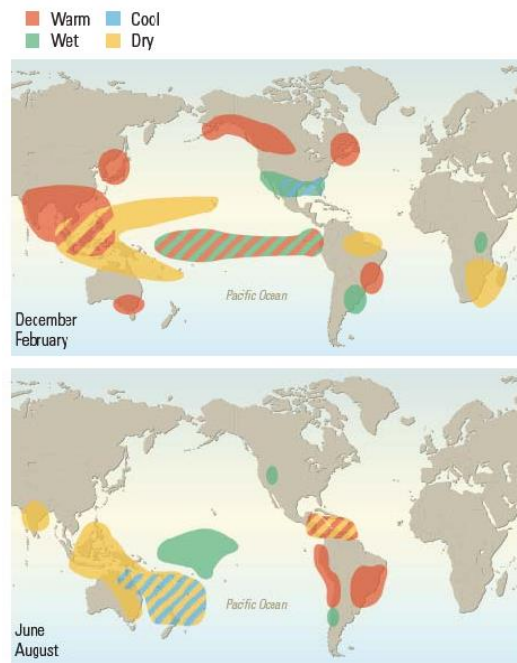 Warm Cool
Wet Dry
Pacific Ocean
December
February
Pacific Ocean
June
August